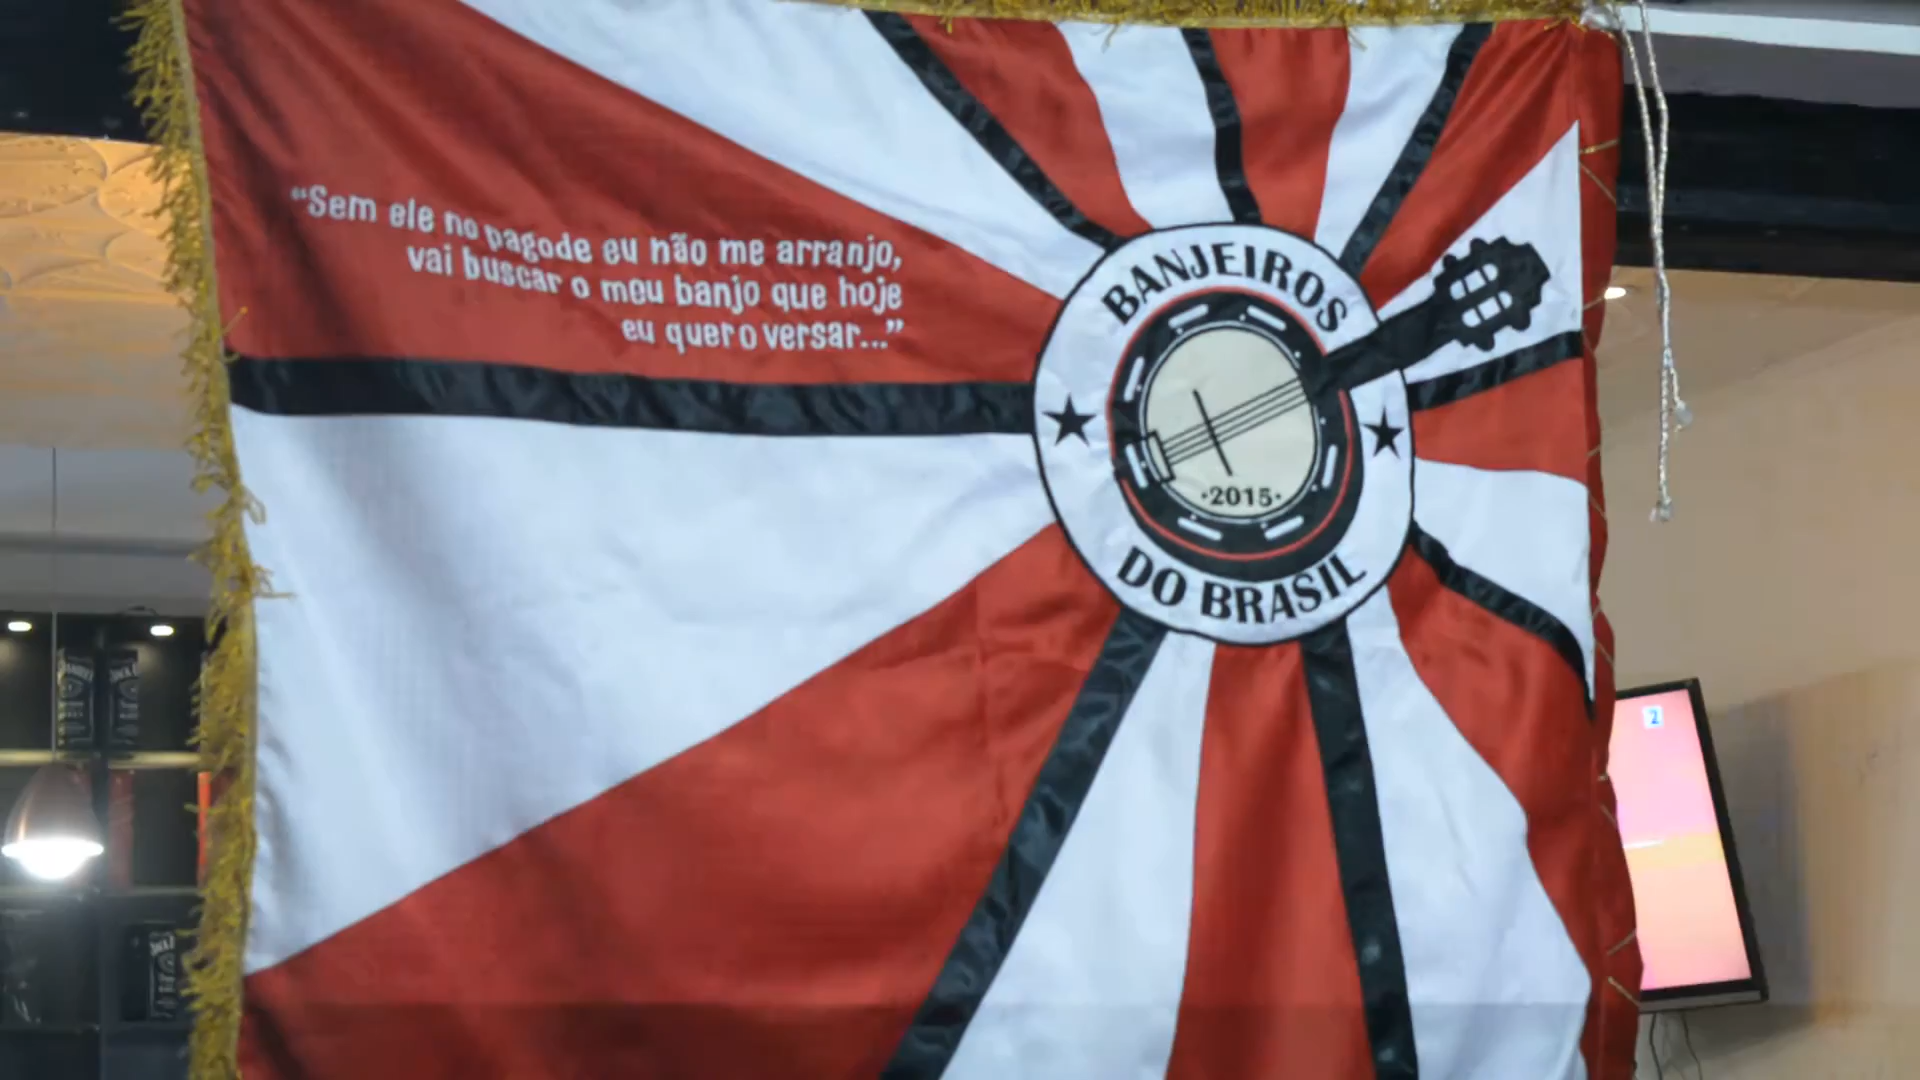 “Sem ele no pagode eu não me arranjo,
vai buscar o meu banjo que hoje
eu quero versar...”
BANJEIROS
·2015·
DO BRASIL
2